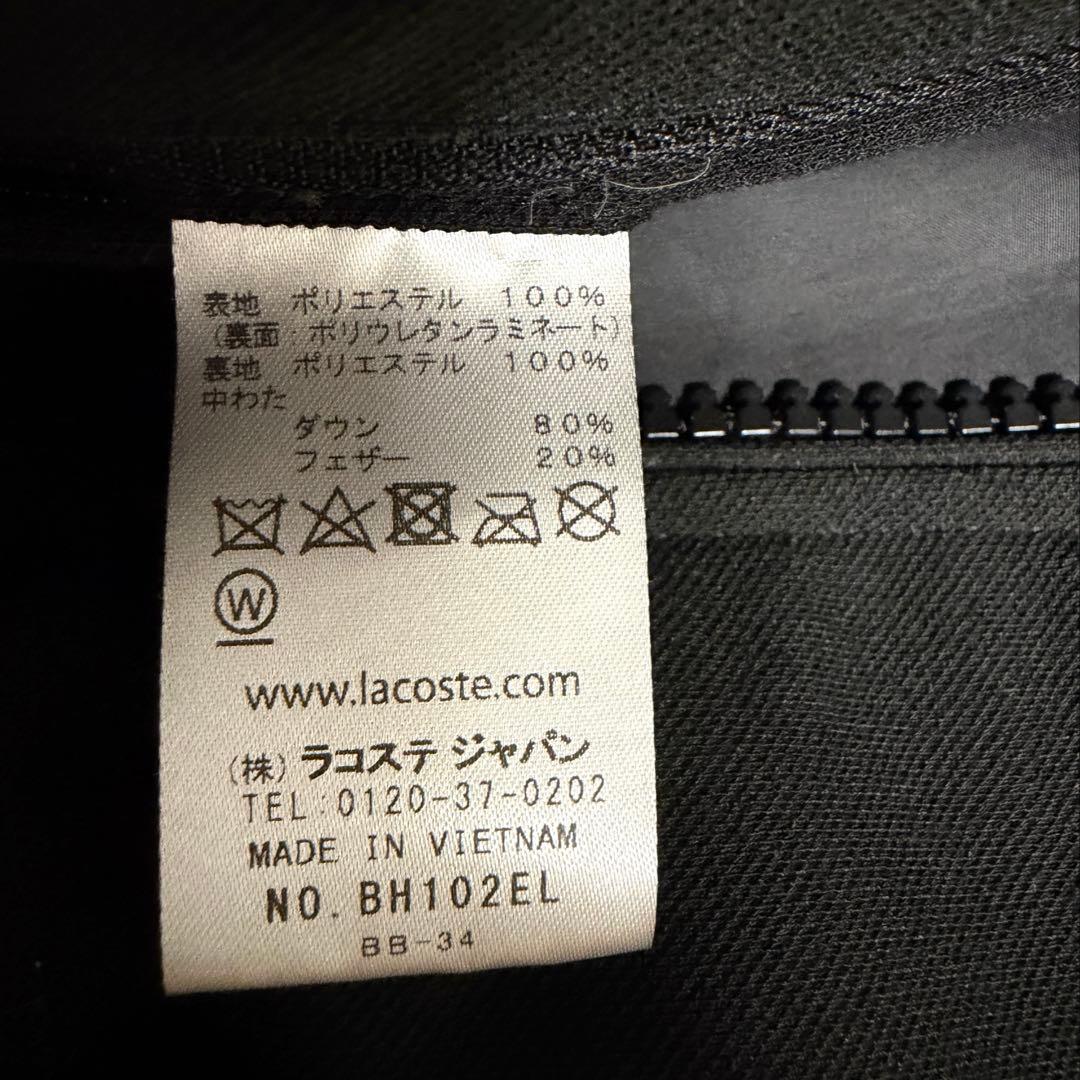 表地 ポリエステル 100%
(裏面:ポリウレタンラミネート)
裏地 ポリエステル 100%
中わた
ダウン 80%
フェザー 20%
W
www.lacoste.com
(株) ラコステ ジャパン
TEL:0120-37-0202
MADE IN VIETNAM
NO. BH102EL
BB-34